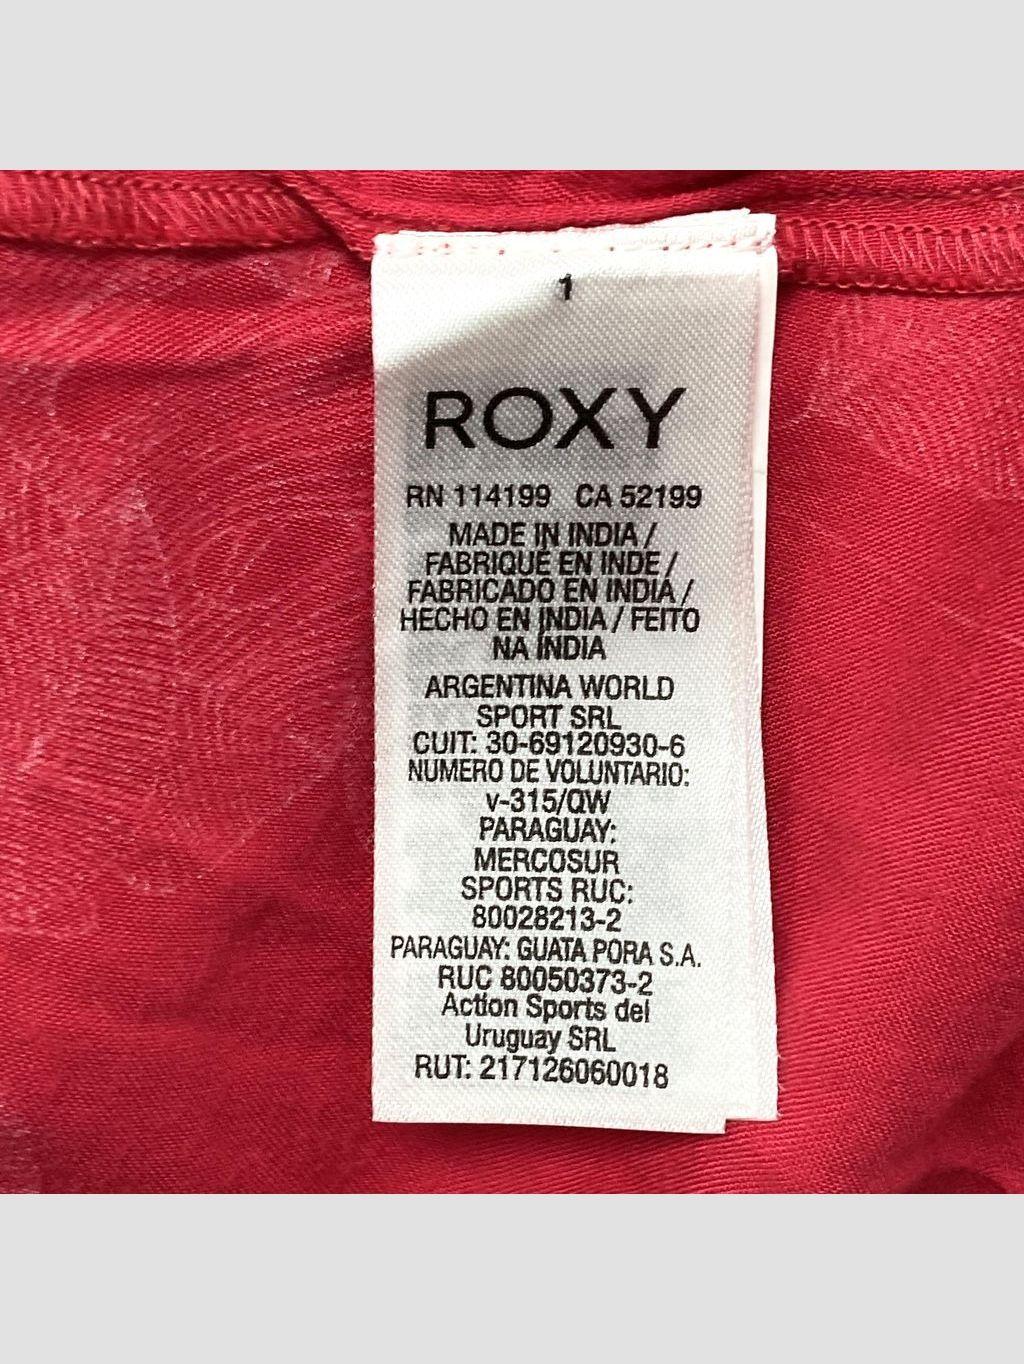 1
ROXY
RN 114199 CA 52199
MADE IN INDIA /
FABRIQUÉ EN INDE /
FABRICADO EN INDIA /
HECHO EN INDIA / FEITO
NA ÍNDIA
ARGENTINA WORLD
SPORT SRL
CUIT: 30-69120930-6
NUMERO DE VOLUNTARIO:
v-315/QW
PARAGUAY:
MERCOSUR
SPORTS RUC:
80028213-2
PARAGUAY: GUATA PORA S.A.
RUC 80050373-2
Action Sports del
Uruguay SRL
RUT: 217126060018